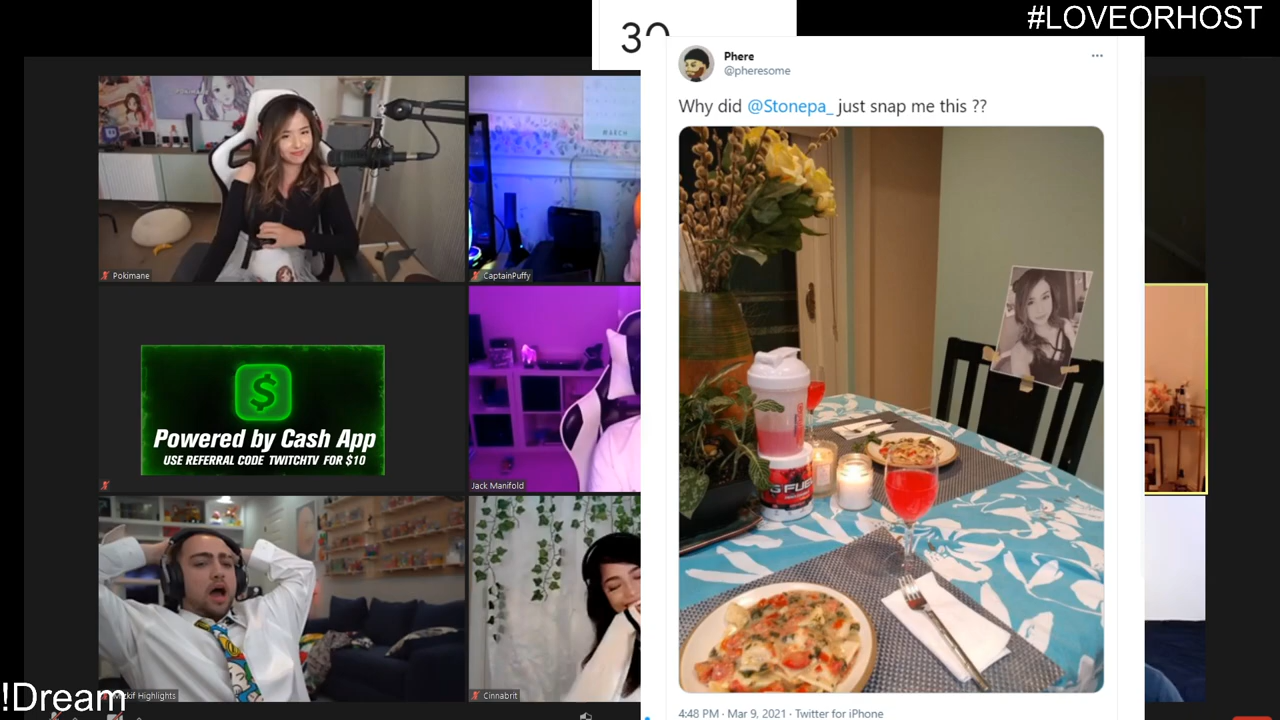 #LOVEORHOST
30
Phere
@pheresome
Why did @Stonepa_ just snap me this ??
Pokimane
CaptainPuffy
MARCH
$
Powered by Cash App
USE REFERRAL CODE TWITCHTV FOR $10
Jack Manifold
G FUEL
Mizkif Highlights
Cinnabrit
!Dream
4:48 PM · Mar 9, 2021 · Twitter for iPhone